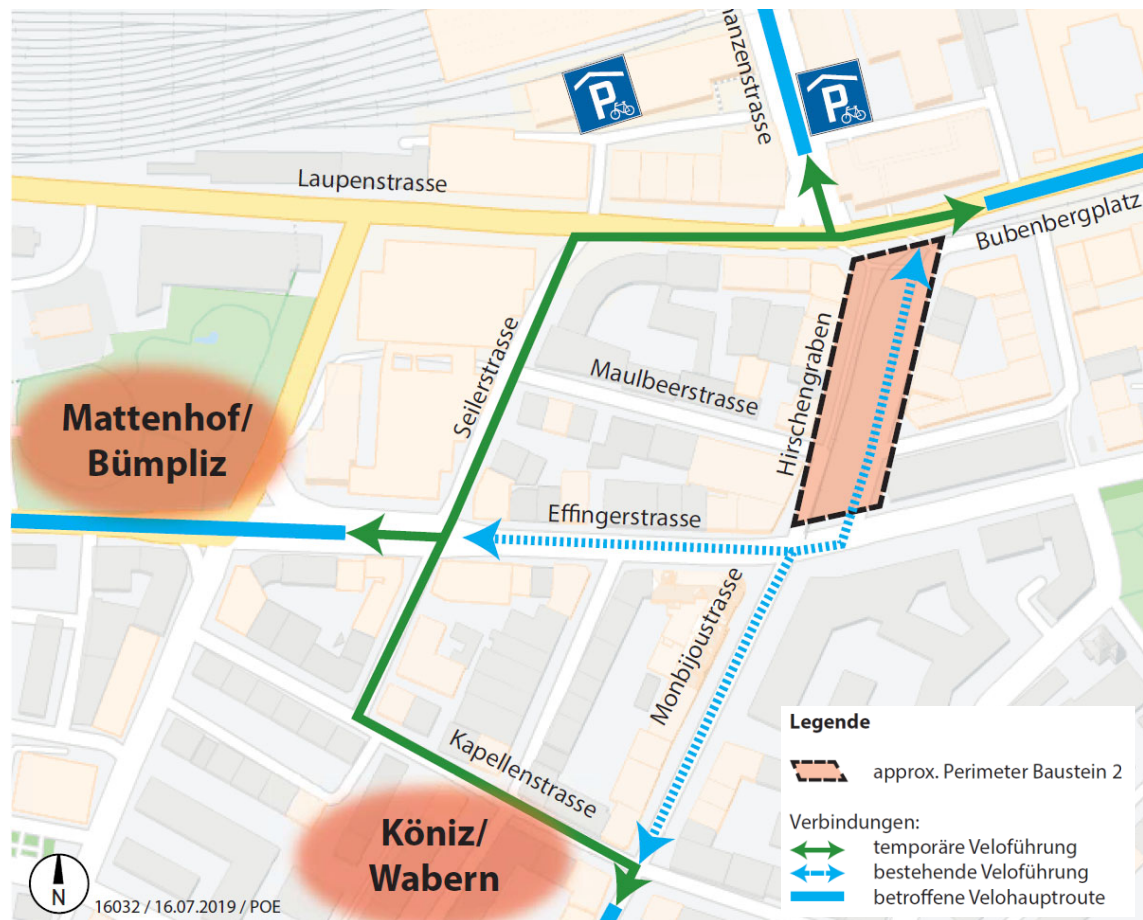 anzenstrasse
P
P
Laupenstrasse
Bubenbergplatz
Seilerstrasse
Maulbeerstrasse
Hirschengraben
Mattenhof/
Bümpliz
Effingerstrasse
Monbijoustrasse
Kapellenstrasse
Köniz/
Wabern
Legende
approx. Perimeter Baustein 2
Verbindungen:
temporäre Veloführung
bestehende Veloführung
betroffene Velohauptroute
N
16032 / 16.07.2019 / POE